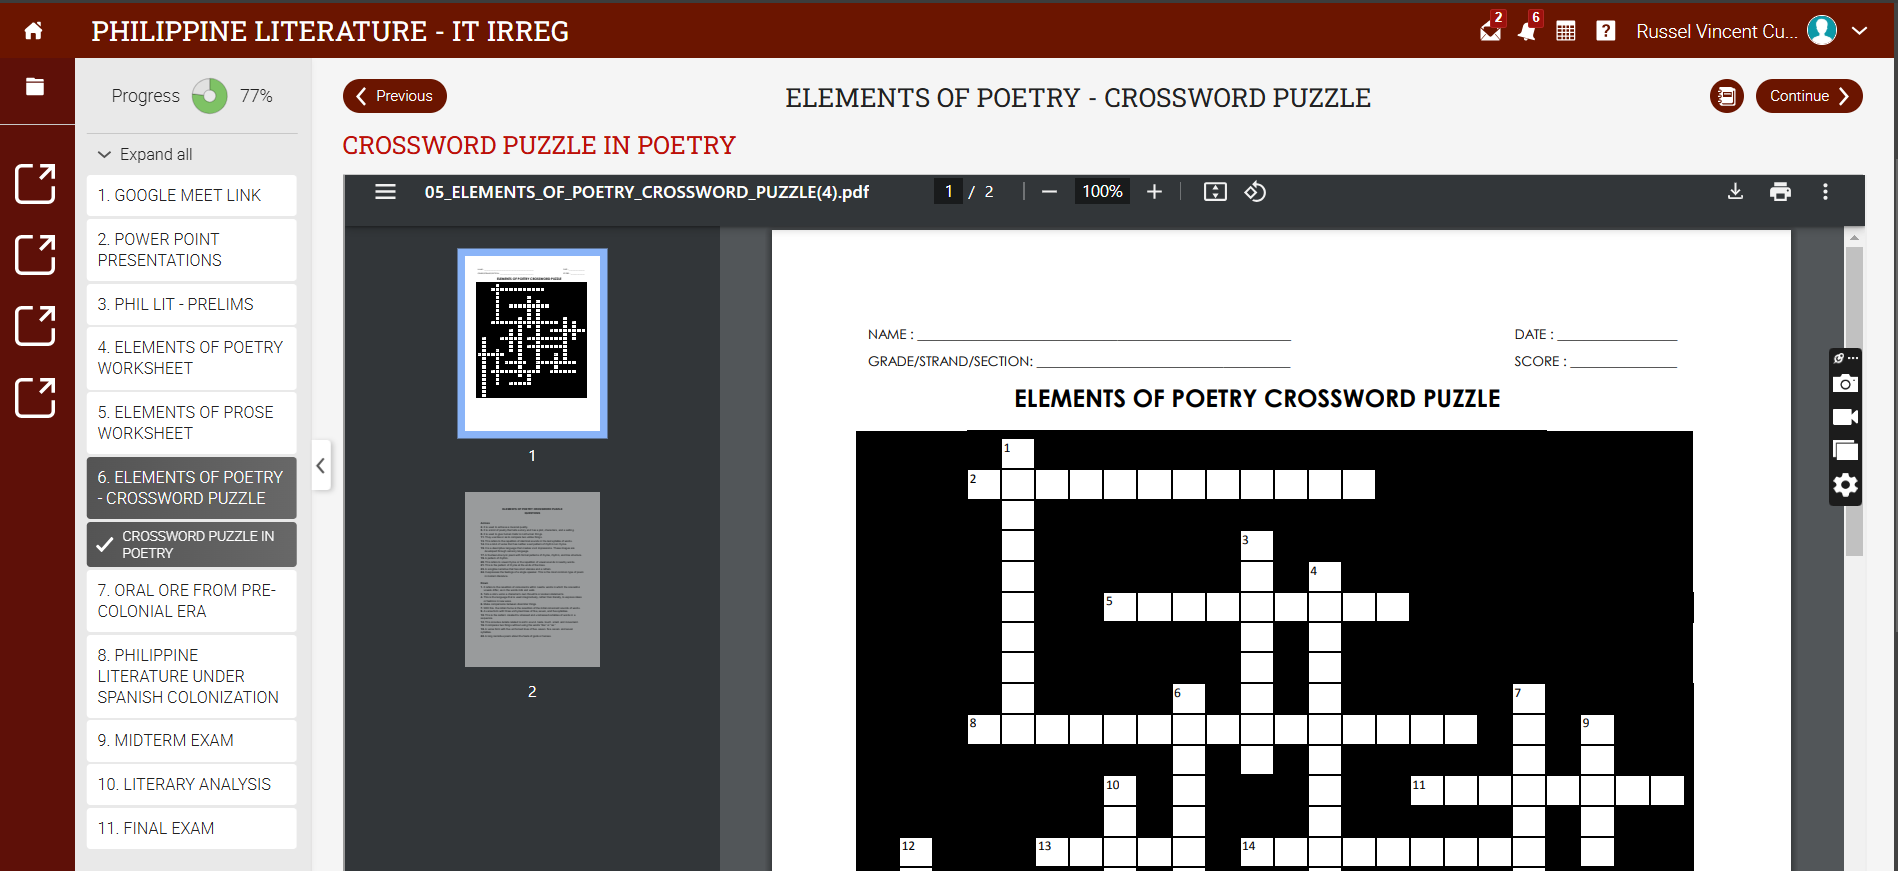 PHILIPPINE LITERATURE - IT IRREG
2
6
Russel Vincent Cu...
Progress
77%
Expand all
1. GOOGLE MEET LINK
2. POWER POINT
PRESENTATIONS
3. PHIL LIT - PRELIMS
4. ELEMENTS OF POETRY
WORKSHEET
5. ELEMENTS OF PROSE
WORKSHEET
6. ELEMENTS OF POETRY
- CROSSWORD PUZZLE
CROSSWORD PUZZLE IN
POETRY
7. ORAL ORE FROM PRE-
COLONIAL ERA
8. PHILIPPINE
LITERATURE UNDER
SPANISH COLONIZATION
9. MIDTERM EXAM
10. LITERARY ANALYSIS
11. FINAL EXAM
Previous
ELEMENTS OF POETRY - CROSSWORD PUZZLE
Continue
CROSSWORD PUZZLE IN POETRY
05_ELEMENTS_OF_POETRY_CROSSWORD_PUZZLE(4).pdf
1 / 2
100%
1
2
NAME :
DATE :
GRADE/STRAND/SECTION:
SCORE :
ELEMENTS OF POETRY CROSSWORD PUZZLE
1
2
3
4
5
6
7
8
9
10
11
12
13
14